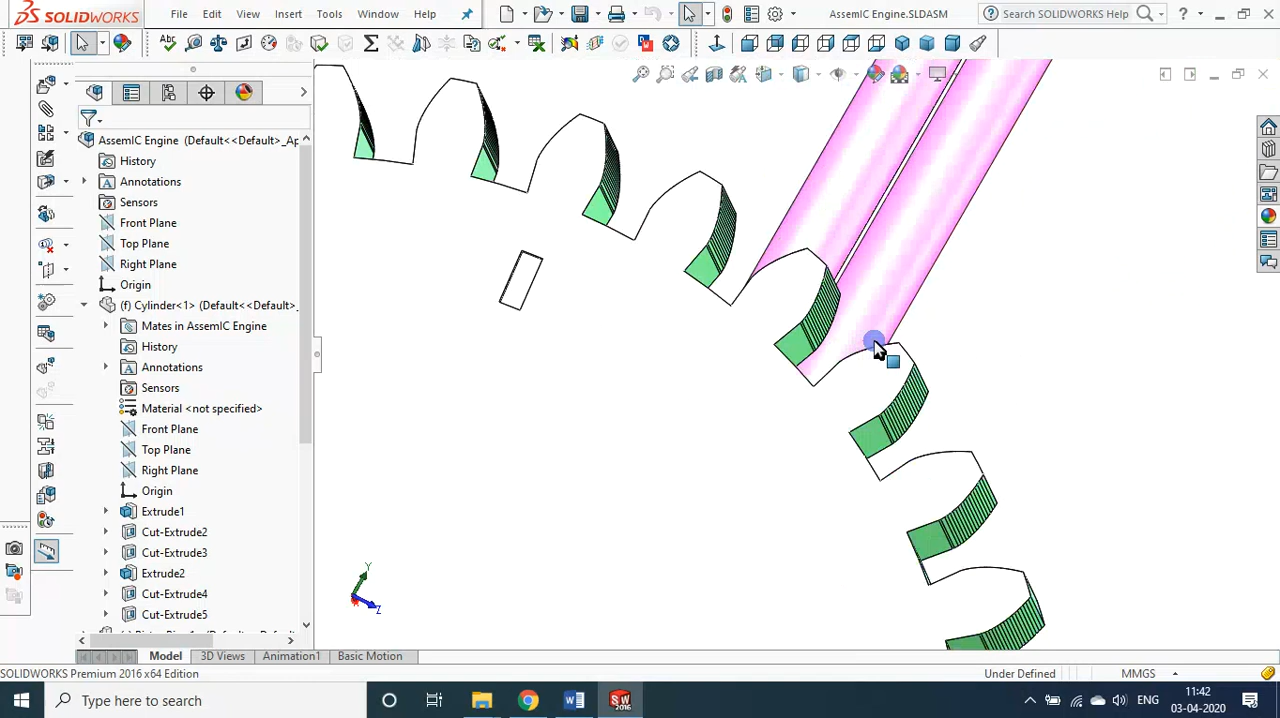 SOLIDWORKS
File
Edit
View
Insert
Tools
Window
Help
AssemIC Engine.SLDASM
Search SOLIDWORKS Help
AssemIC Engine (Default<<Default>_Ap
History
Annotations
Sensors
Front Plane
Top Plane
Right Plane
Origin
(f) Cylinder<1> (Default<<Default>_
Mates in AssemIC Engine
History
Annotations
Sensors
Material <not specified>
Front Plane
Top Plane
Right Plane
Origin
Extrude1
Cut-Extrude2
Cut-Extrude3
Extrude2
Cut-Extrude4
Cut-Extrude5
Y
Z
Model
3D Views
Animation1
Basic Motion
SOLIDWORKS Premium 2016 x64 Edition
Under Defined
MMGS
Type here to search
ENG
11:42
03-04-2020